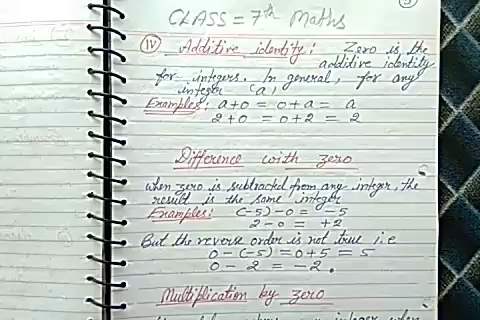 CLASS = 7th Maths
(iv) Additive identity: Zero is the
additive identity
for integers. In general, for any
integer (a)
Examples: a+0 = 0+a = a
2+0 = 0+2 = 2
Difference with zero
when zero is subtracted from any integer, the
result is the same integer
Examples: (-5)-0 = -5
2-0 = +2
But the reverse order is not true i.e
0-(-5) = 0+5 = 5
0-2 = -2.
Multiplication by zero
integer when